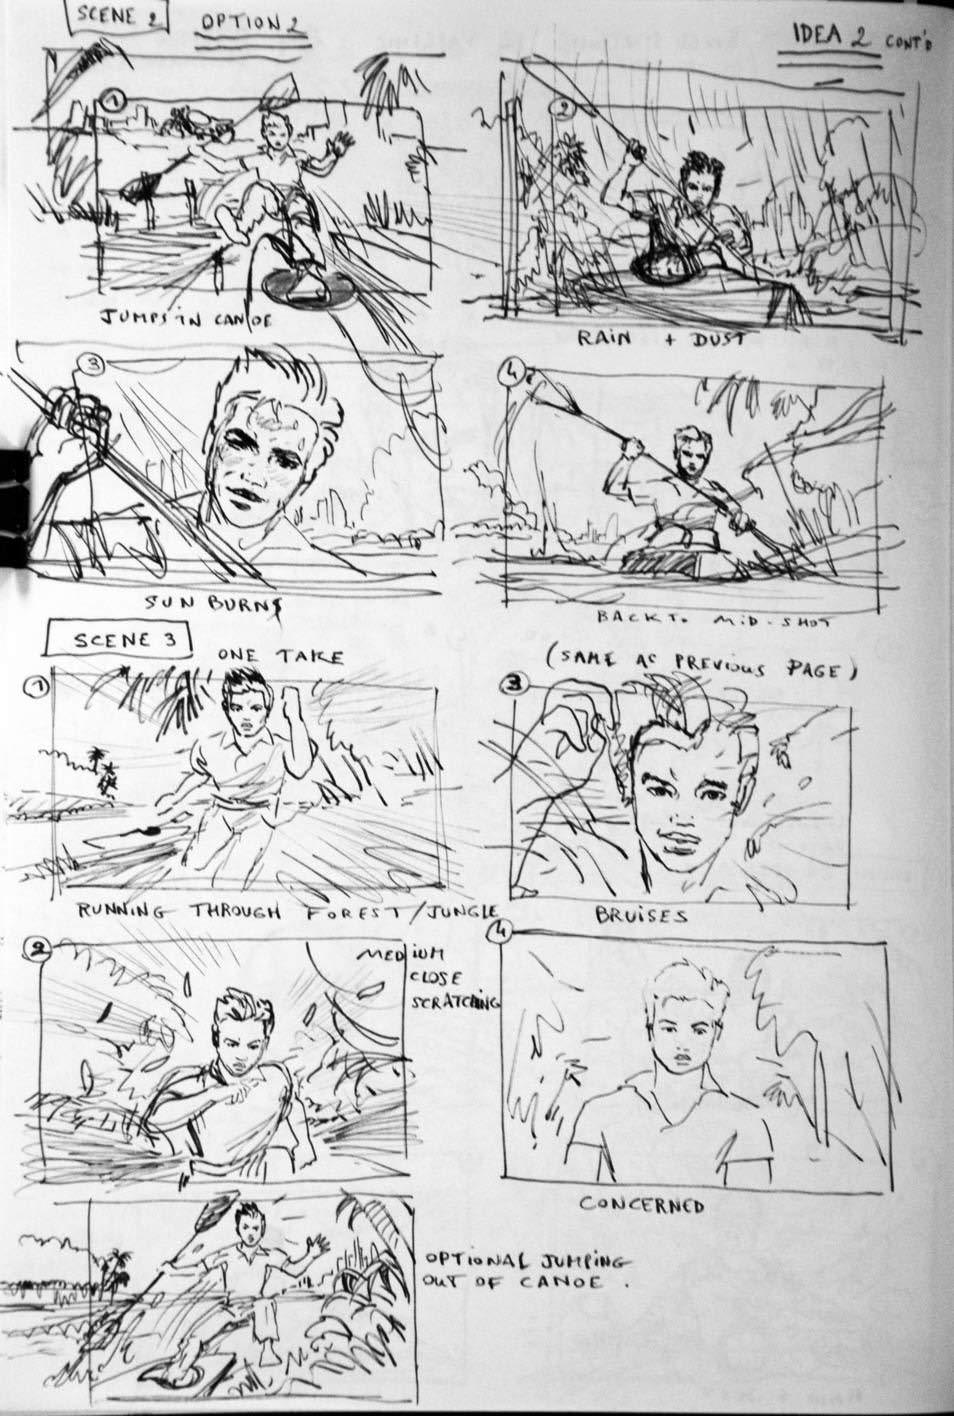 SCENE 2
OPTION 2
IDEA 2 CONT'D
1
JUMPS IN CANOE
2
RAIN + DUST
3
SUN BURNS
4
BACK TO MID-SHOT
SCENE 3
ONE TAKE
(SAME AS PREVIOUS PAGE)
1
RUNNING THROUGH FOREST/JUNGLE
3
BRUISES
2
MEDIUM
CLOSE
SCRATCHING
4
CONCERNED
OPTIONAL JUMPING
OUT OF CANOE.